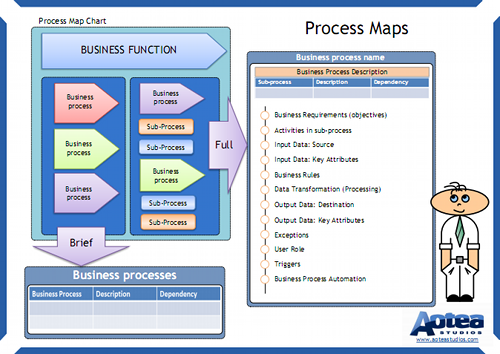 Process Map Chart
Process Maps
BUSINESS FUNCTION
Business
process
Business
process
Business
process
Business
process
Sub-Process
Sub-Process
Business
process
Sub-Process
Sub-Process
Full
Brief
Business processes
Business Process Description Dependency
Business process name
Business Process Description
Sub-process Description Dependency
Business Requirements (objectives)
Activities in sub-process
Input Data: Source
Input Data: Key Attributes
Business Rules
Data Transformation (Processing)
Output Data: Destination
Output Data: Key Attributes
Exceptions
User Role
Triggers
Business Process Automation
Aotea
STUDIOS
www.aoteastudios.com